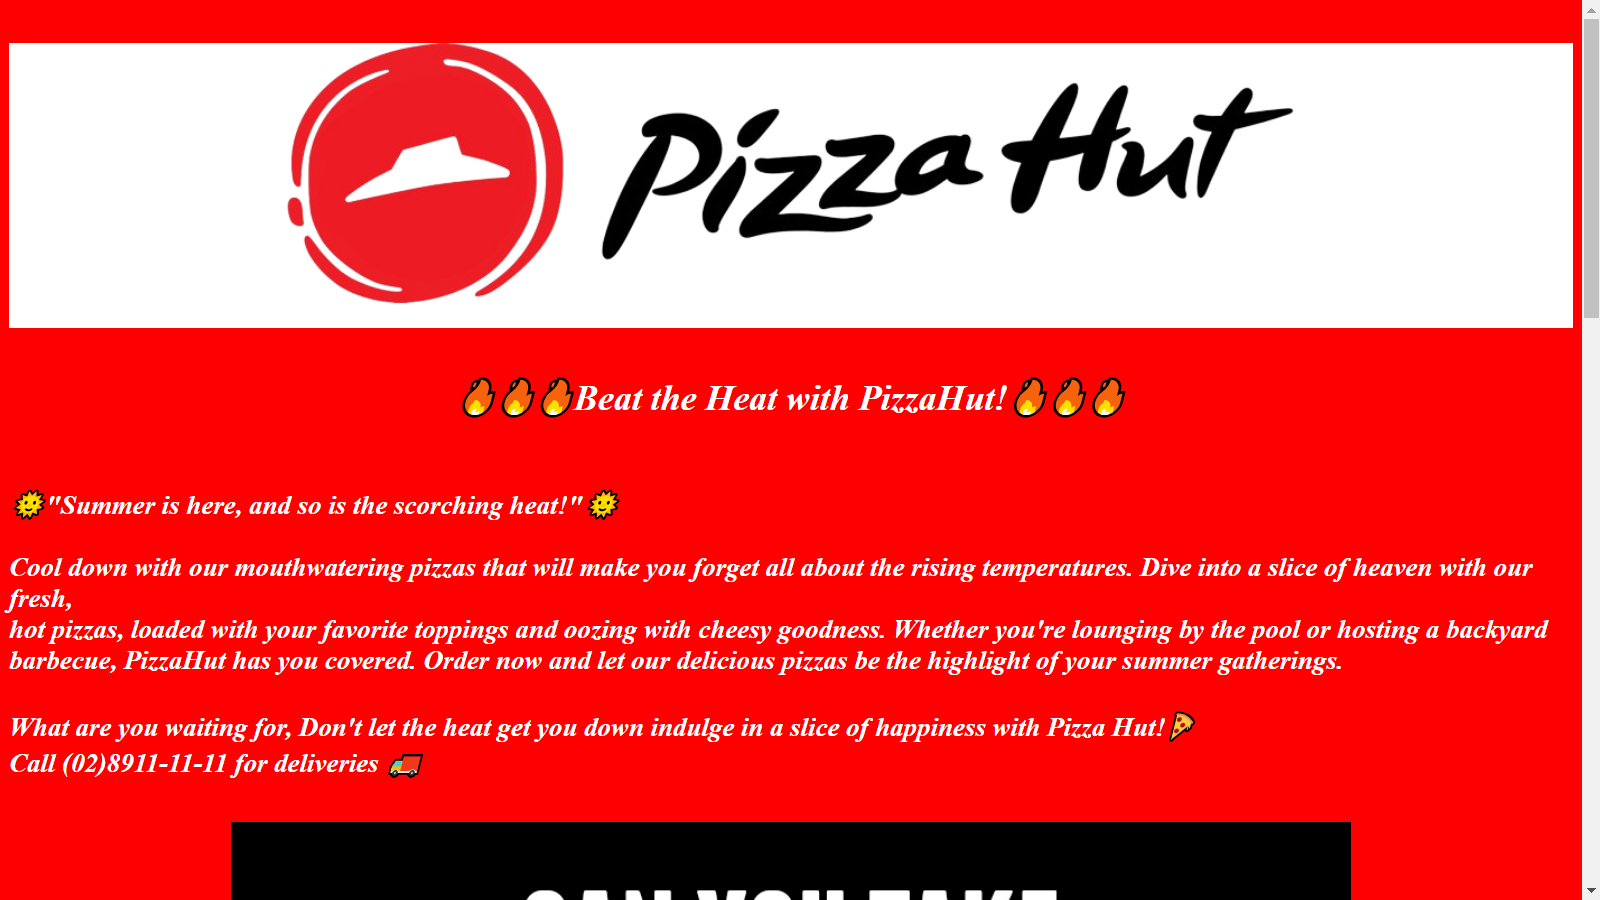 Pizza Hut
🔥🔥🔥Beat the Heat with PizzaHut!🔥🔥🔥
🌞"Summer is here, and so is the scorching heat!"🌞
Cool down with our mouthwatering pizzas that will make you forget all about the rising temperatures. Dive into a slice of heaven with our
fresh,
hot pizzas, loaded with your favorite toppings and oozing with cheesy goodness. Whether you're lounging by the pool or hosting a backyard
barbecue, PizzaHut has you covered. Order now and let our delicious pizzas be the highlight of your summer gatherings.
What are you waiting for, Don't let the heat get you down indulge in a slice of happiness with Pizza Hut!🍕
Call (02)8911-11-11 for deliveries 🚚
CAN YOU TAKE